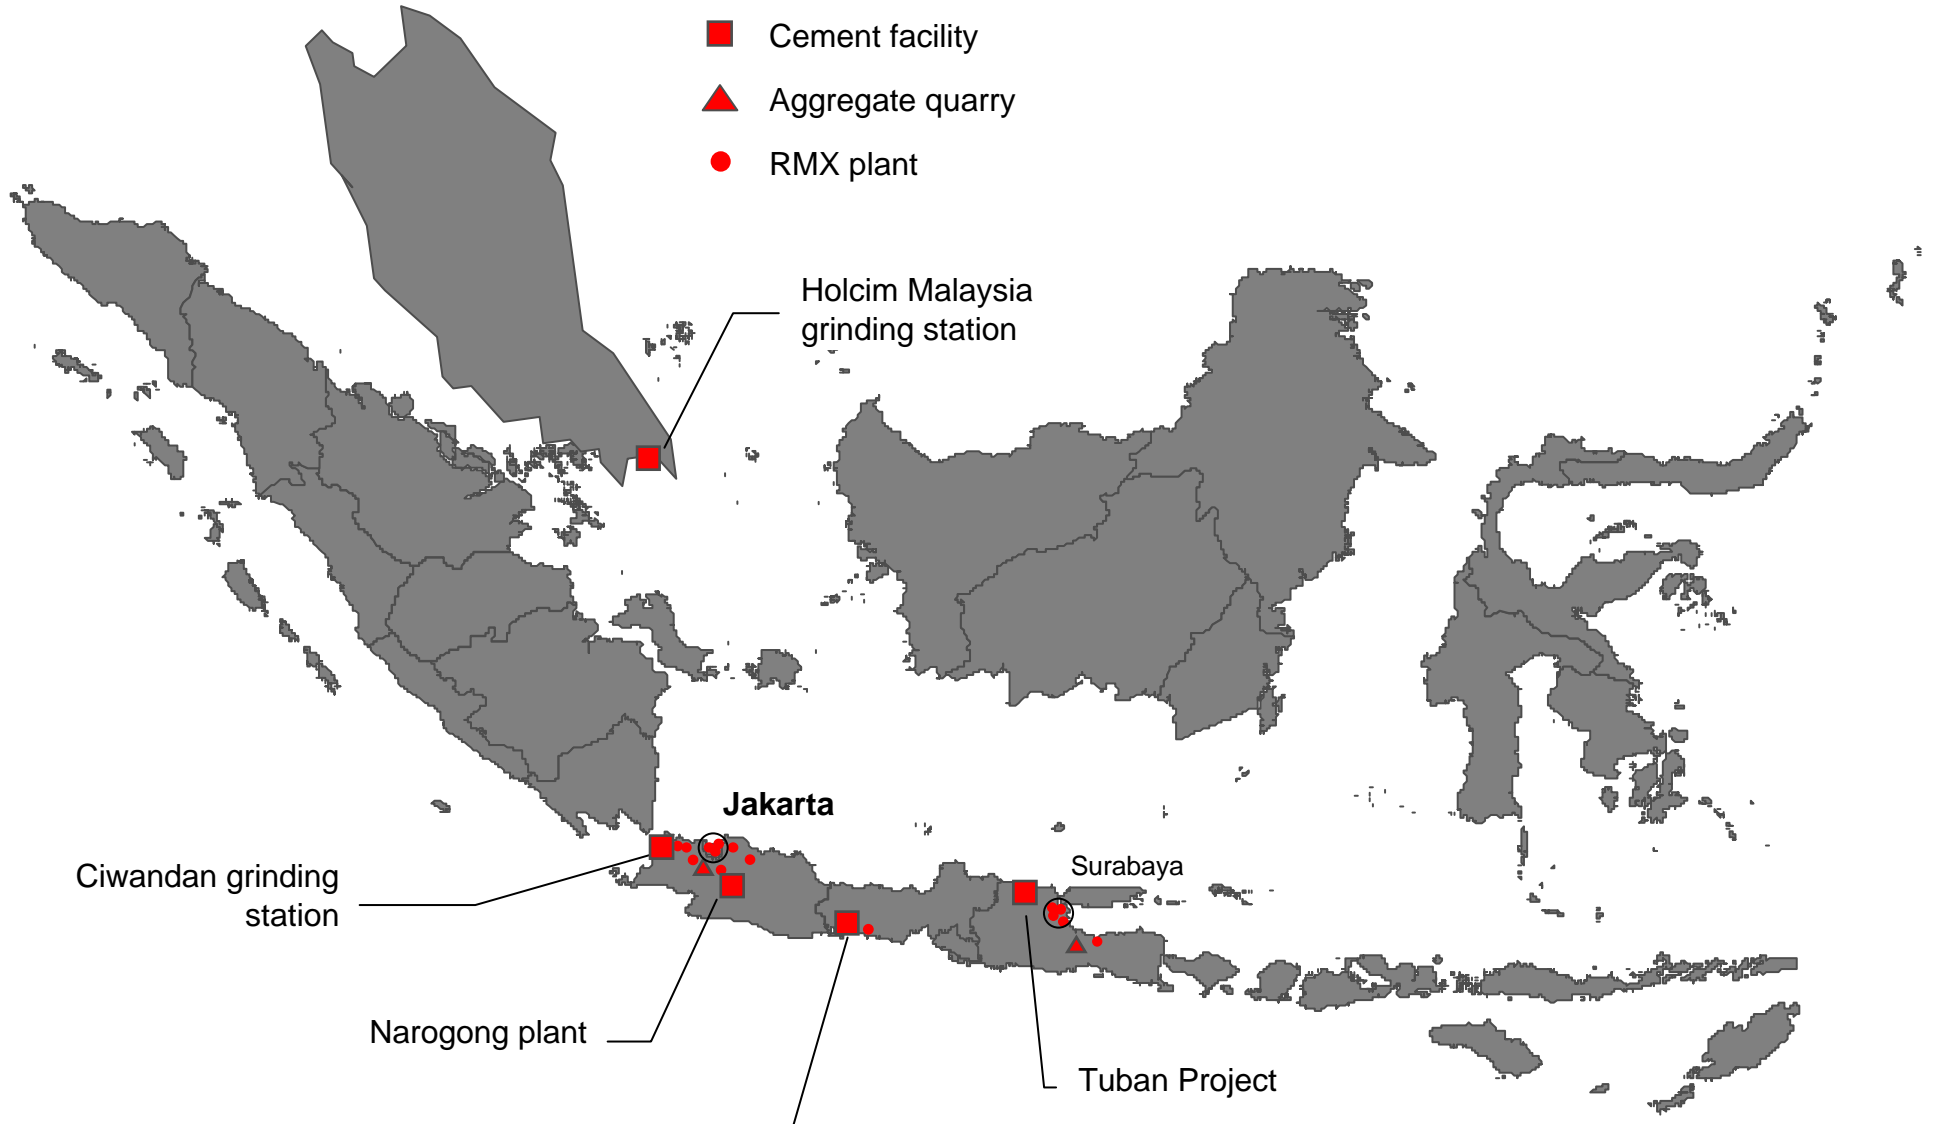 Cement facility
Aggregate quarry
RMX plant
Holcim Malaysia
grinding station
Jakarta
Surabaya
Ciwandan grinding
station
Narogong plant
Tuban Project